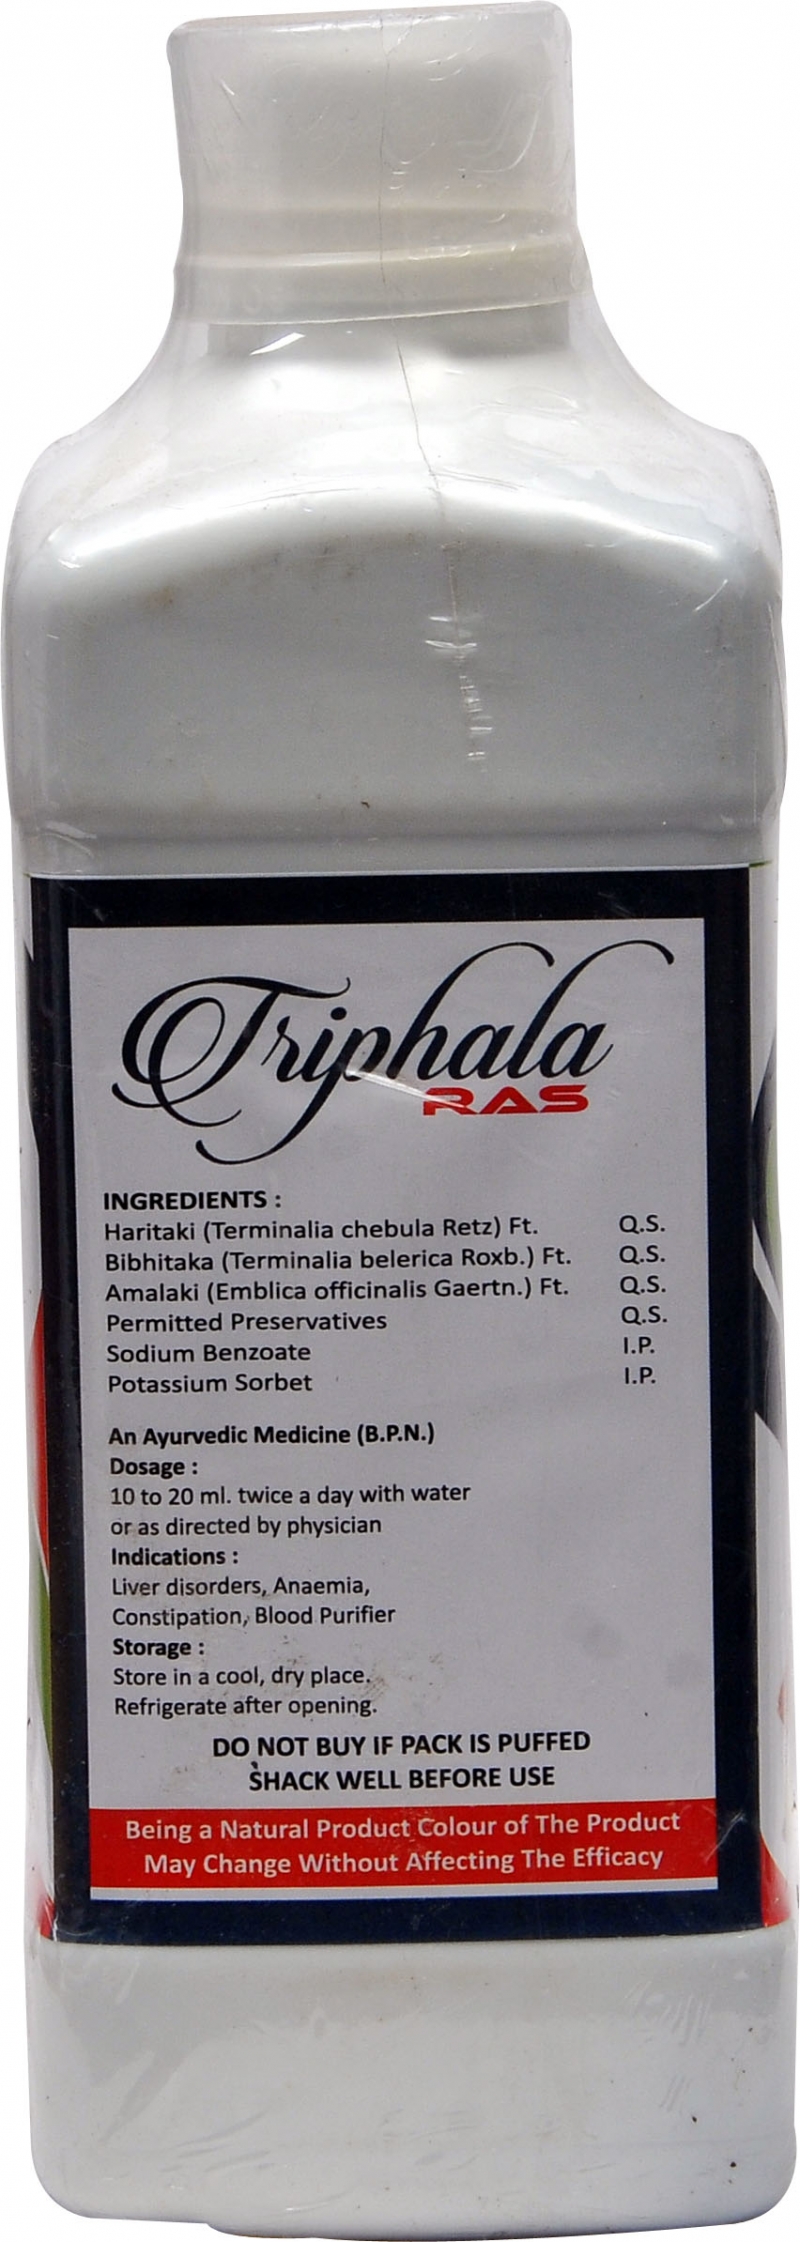 Triphala
RAS
INGREDIENTS :
Haritaki (Terminalia chebula Retz) Ft. Q.S.
Bibhitaka (Terminalia belerica Roxb.) Ft. Q.S.
Amalaki (Emblica officinalis Gaertn.) Ft. Q.S.
Permitted Preservatives Q.S.
Sodium Benzoate I.P.
Potassium Sorbet I.P.
An Ayurvedic Medicine (B.P.N.)
Dosage :
10 to 20 ml. twice a day with water
or as directed by physician
Indications :
Liver disorders, Anaemia,
Constipation, Blood Purifier
Storage :
Store in a cool, dry place.
Refrigerate after opening.
DO NOT BUY IF PACK IS PUFFED
SHACK WELL BEFORE USE
Being a Natural Product Colour of The Product
May Change Without Affecting The Efficacy